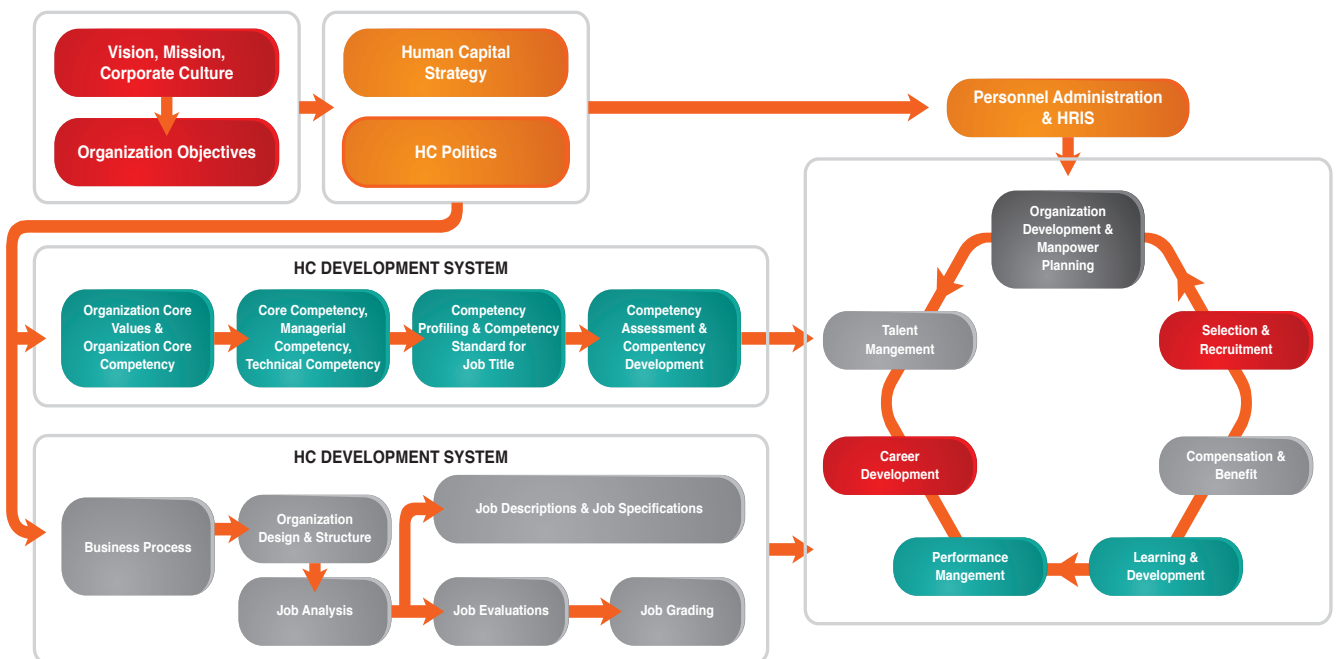 Vision, Mission,
Corporate Culture
Organization Objectives
Human Capital
Strategy
HC Politics
Personnel Administration
& HRIS
HC DEVELOPMENT SYSTEM
Organization Core
Values &
Organization Core
Competency
Core Competency,
Managerial
Competency,
Technical Competency
Competency
Profiling & Competency
Standard for
Job Title
Competency
Assessment &
Compentency
Development
HC DEVELOPMENT SYSTEM
Business Process
Organization
Design & Structure
Job Analysis
Job Descriptions & Job Specifications
Job Evaluations
Job Grading
Organization
Development &
Manpower
Planning
Talent
Mangement
Selection &
Recruitment
Career
Development
Compensation &
Benefit
Performance
Mangement
Learning &
Development